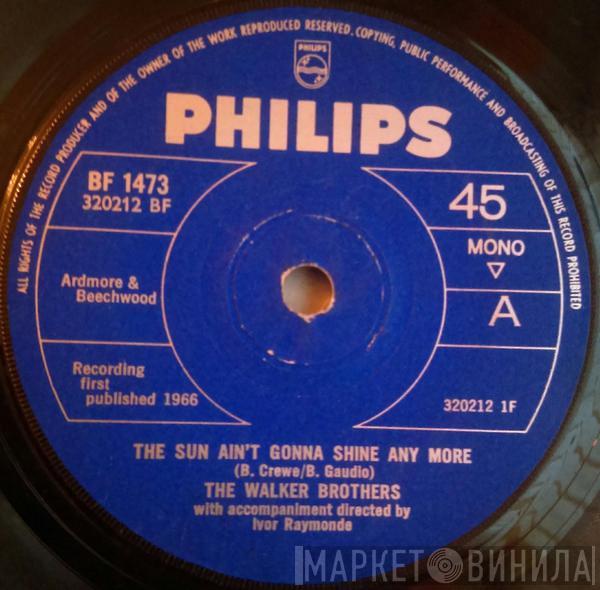 ALL RIGHTS OF THE RECORD PRODUCER AND OF THE OWNER OF THE WORK REPRODUCED RESERVED. COPYING, PUBLIC PERFORMANCE AND BROADCASTING OF THIS RECORD PROHIBITED
PHILIPS
PHILIPS
BF 1473
320212 BF
45
MONO
A
Ardmore &
Beechwood
Recording
first
published 1966
320212 1F
THE SUN AIN'T GONNA SHINE ANY MORE
(B. Crewe/B. Gaudio)
THE WALKER BROTHERS
with accompaniment directed by
Ivor Raymonde
МАРКЕТ ВИНИЛА